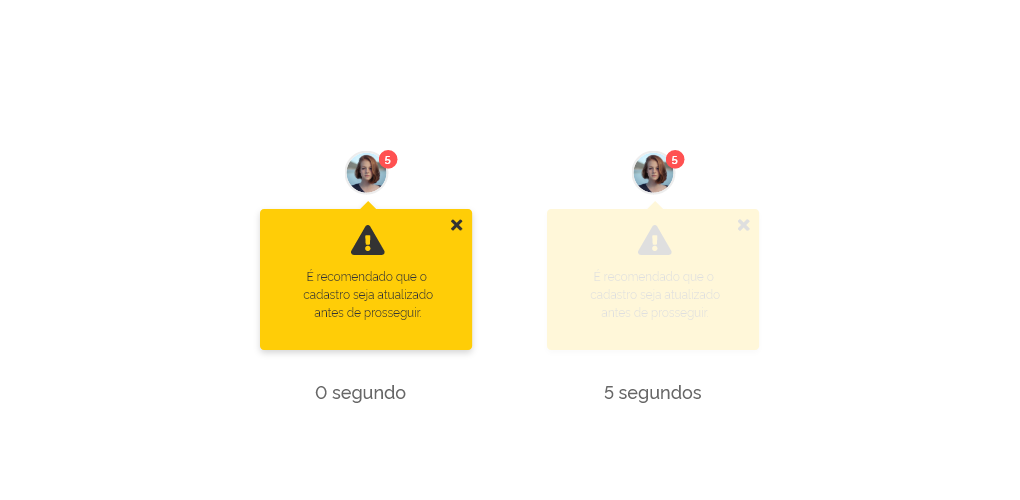 5
É recomendado que o
cadastro seja atualizado
antes de prosseguir.
0 segundo
5
É recomendado que o
cadastro seja atualizado
antes de prosseguir.
5 segundos